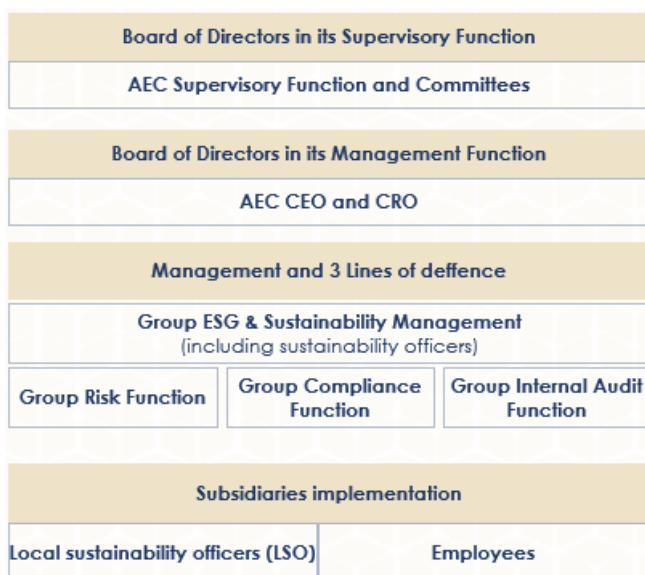 Board of Directors in its Supervisory Function
AEC Supervisory Function and Committees
Board of Directors in its Management Function
AEC CEO and CRO
Management and 3 Lines of deffence
Group ESG & Sustainability Management
(including sustainability officers)
Group Risk Function
Group Compliance
Function
Group Internal Audit
Function
Subsidiaries implementation
Local sustainability officers (LSO)
Employees